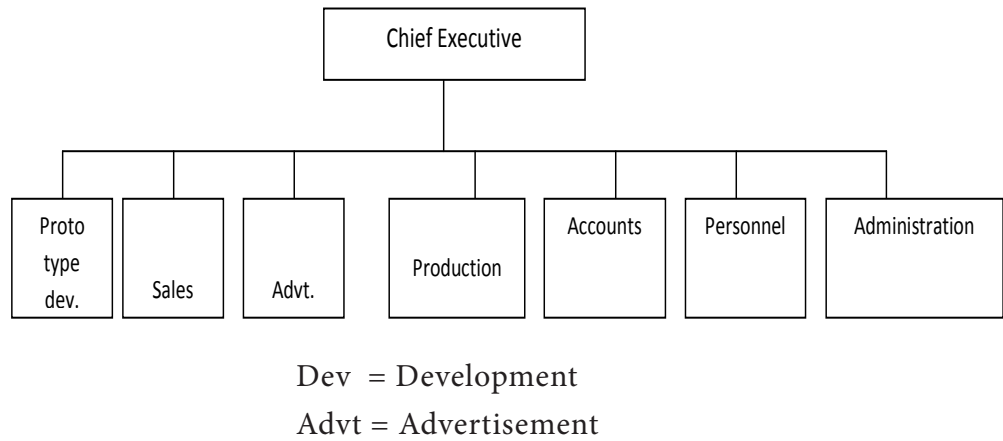 Chief Executive
Proto
type
dev.
Sales
Advt.
Production
Accounts
Personnel
Administration
Dev = Development
Advt = Advertisement